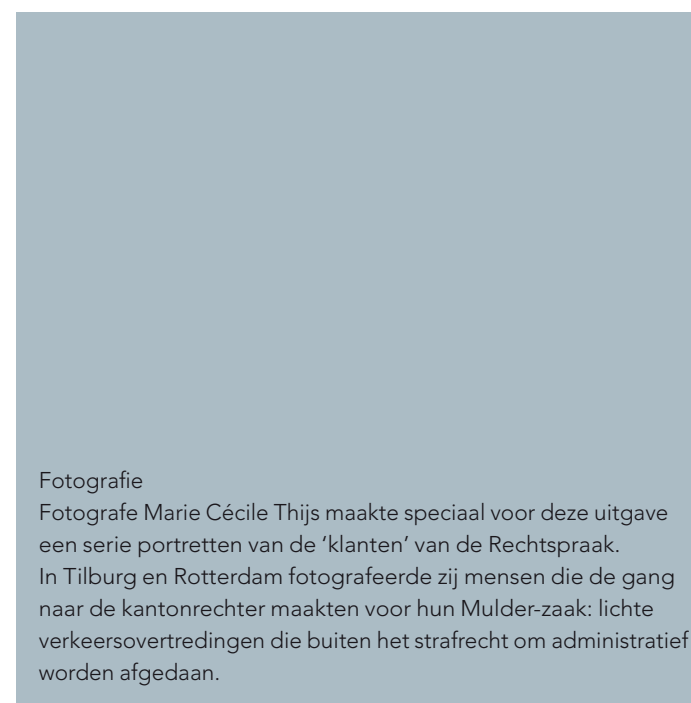 Fotografie
Fotografe Marie Cécile Thijs maakte speciaal voor deze uitgave
een serie portretten van de ‘klanten’ van de Rechtspraak.
In Tilburg en Rotterdam fotografeerde zij mensen die de gang
naar de kantonrechter maakten voor hun Mulder-zaak: lichte
verkeersovertredingen die buiten het strafrecht om administratief
worden afgedaan.